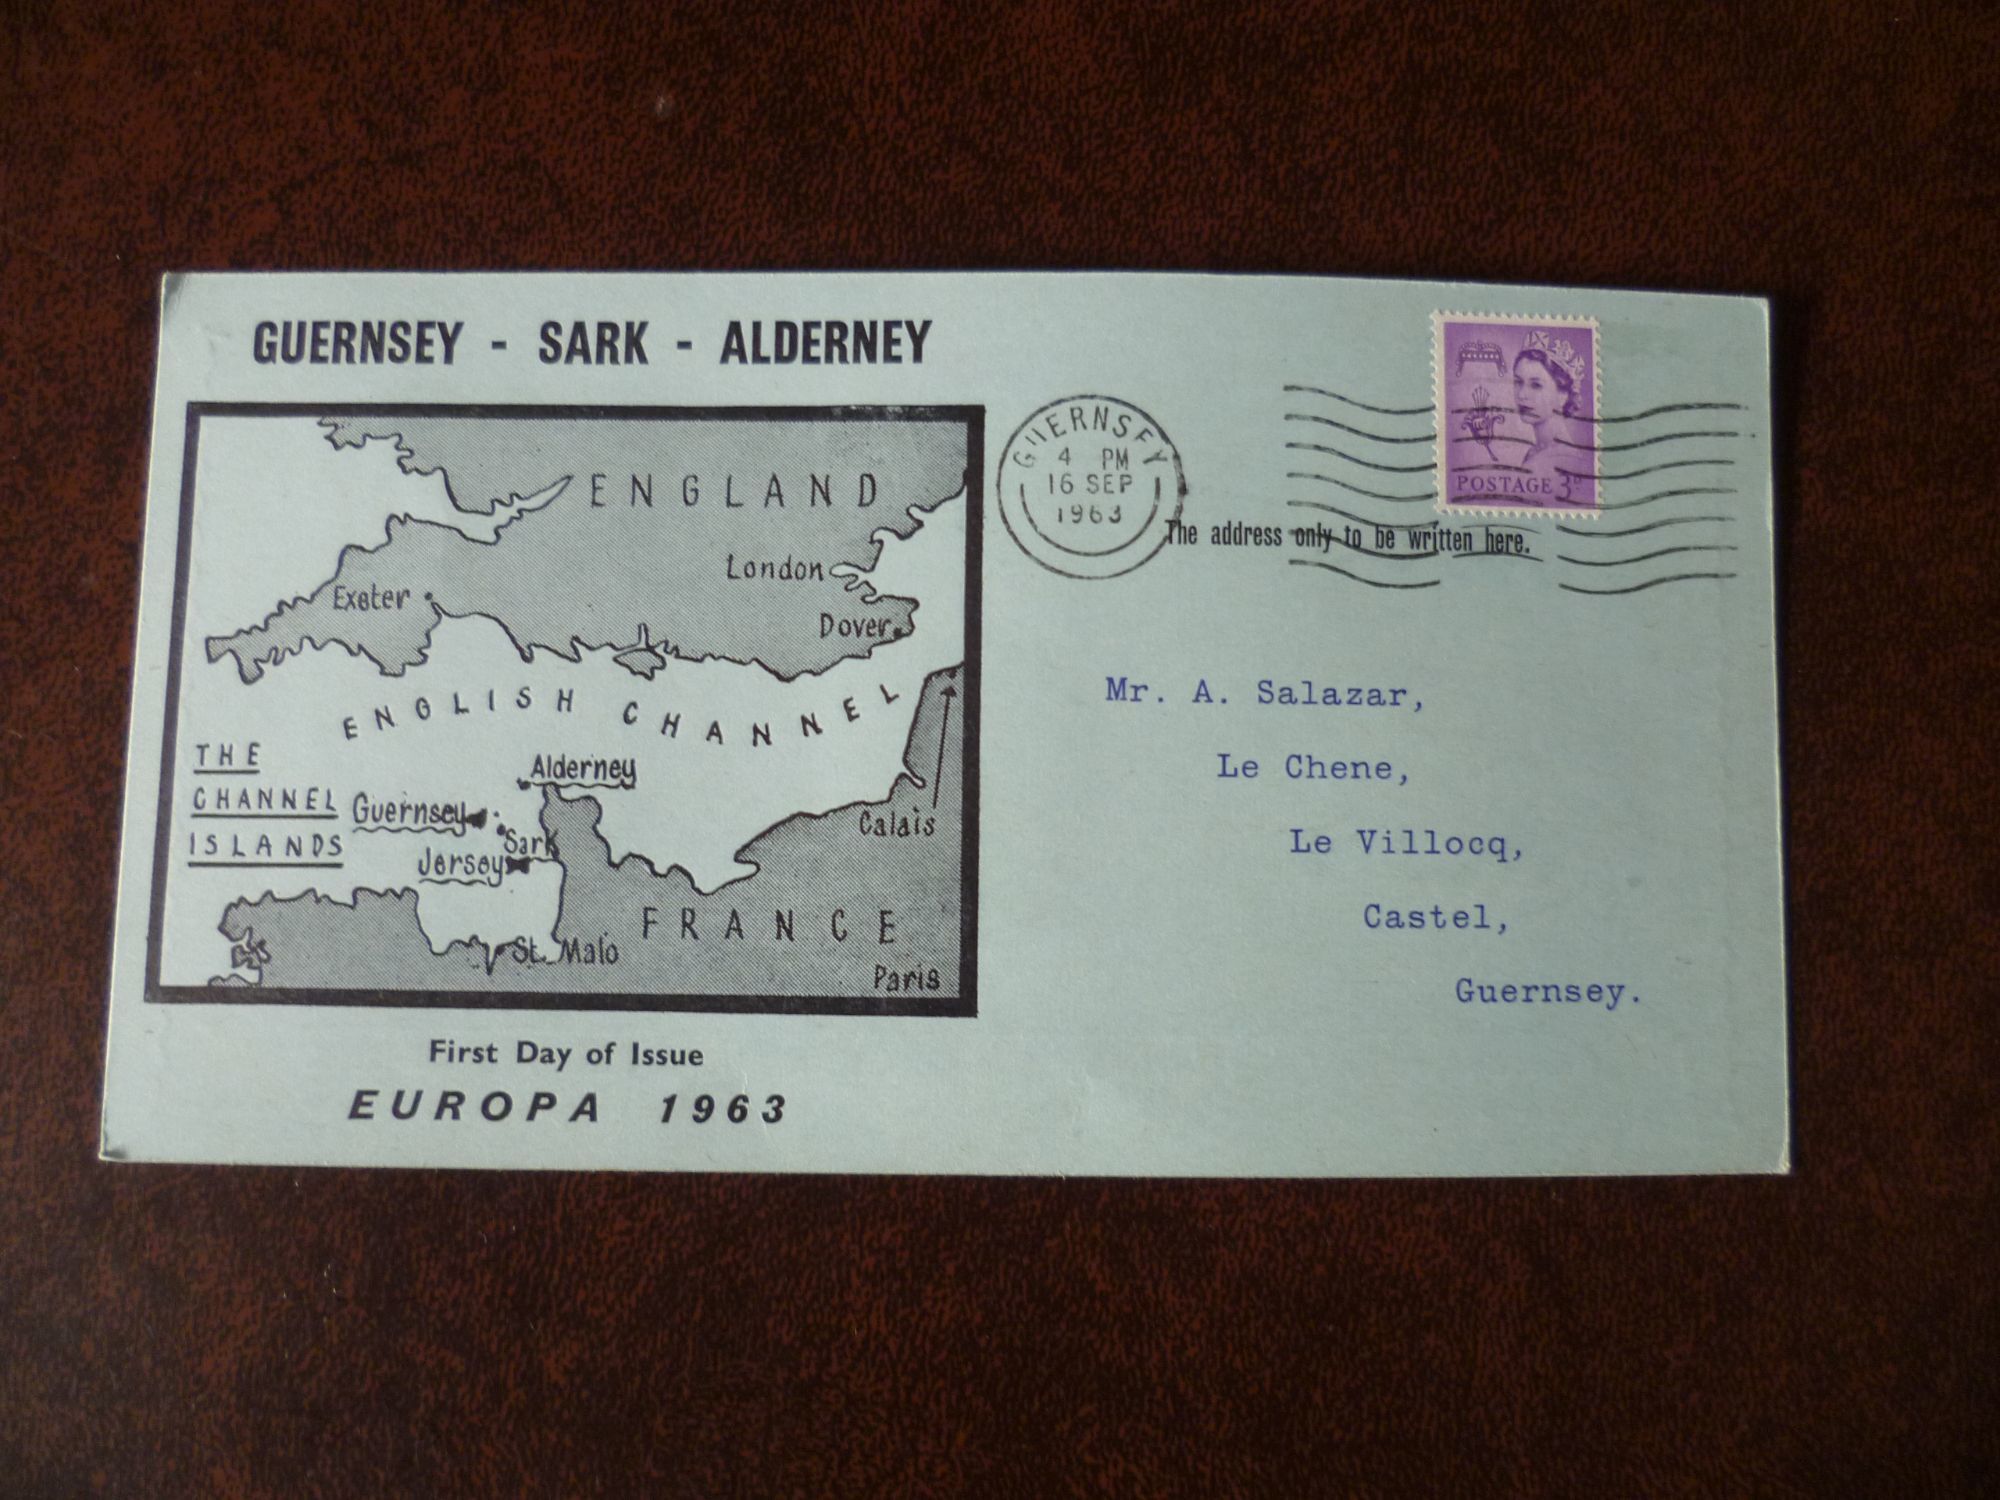 GUERNSEY - SARK - ALDERNEY
ENGLAND
London
Exeter
Dover
ENGLISH CHANNEL
THE
CHANNEL
ISLANDS
Alderney
Guernsey
Sark
Jersey
Calais
FRANCE
St. Malo
Paris
First Day of Issue
EUROPA 1963
GUERNSEY
4 PM
16 SEP
1963
POSTAGE 3D
The address only to be written here.
Mr. A. Salazar,
Le Chene,
Le Villocq,
Castel,
Guernsey.